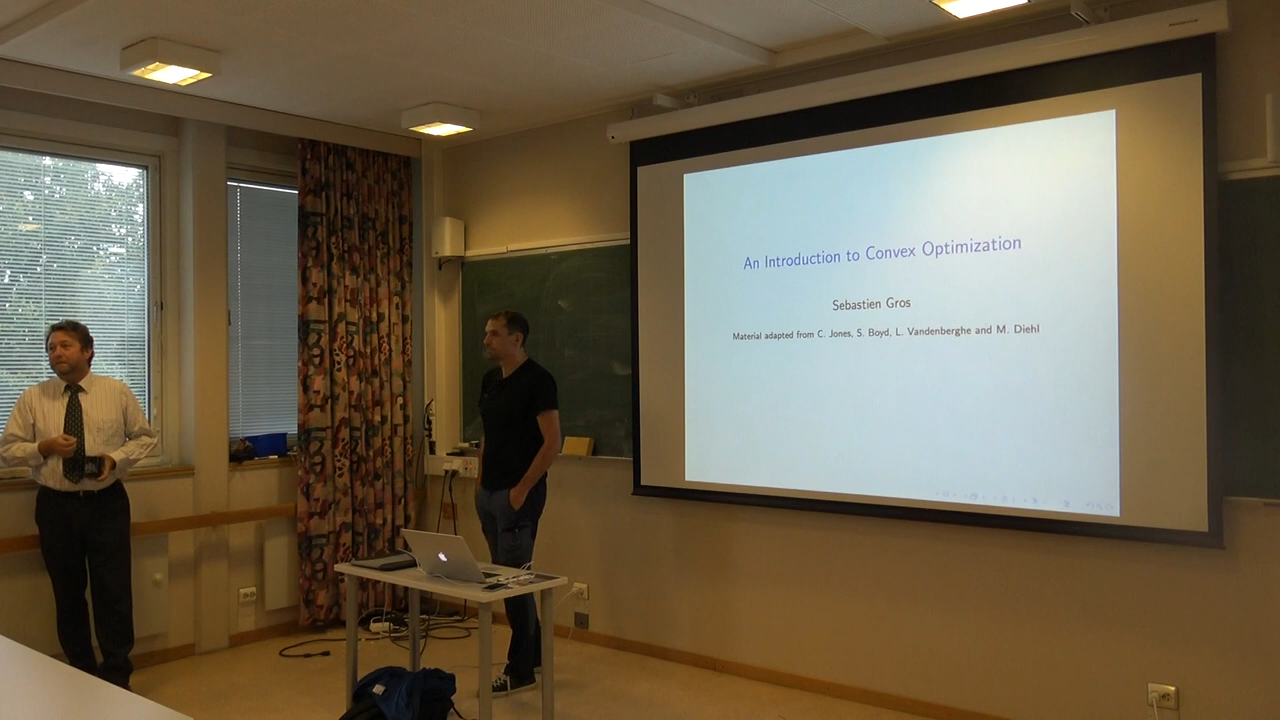 An Introduction to Convex Optimization
Sebastien Gros
Material adapted from C. Jones, S. Boyd, L. Vandenberghe and M. Diehl